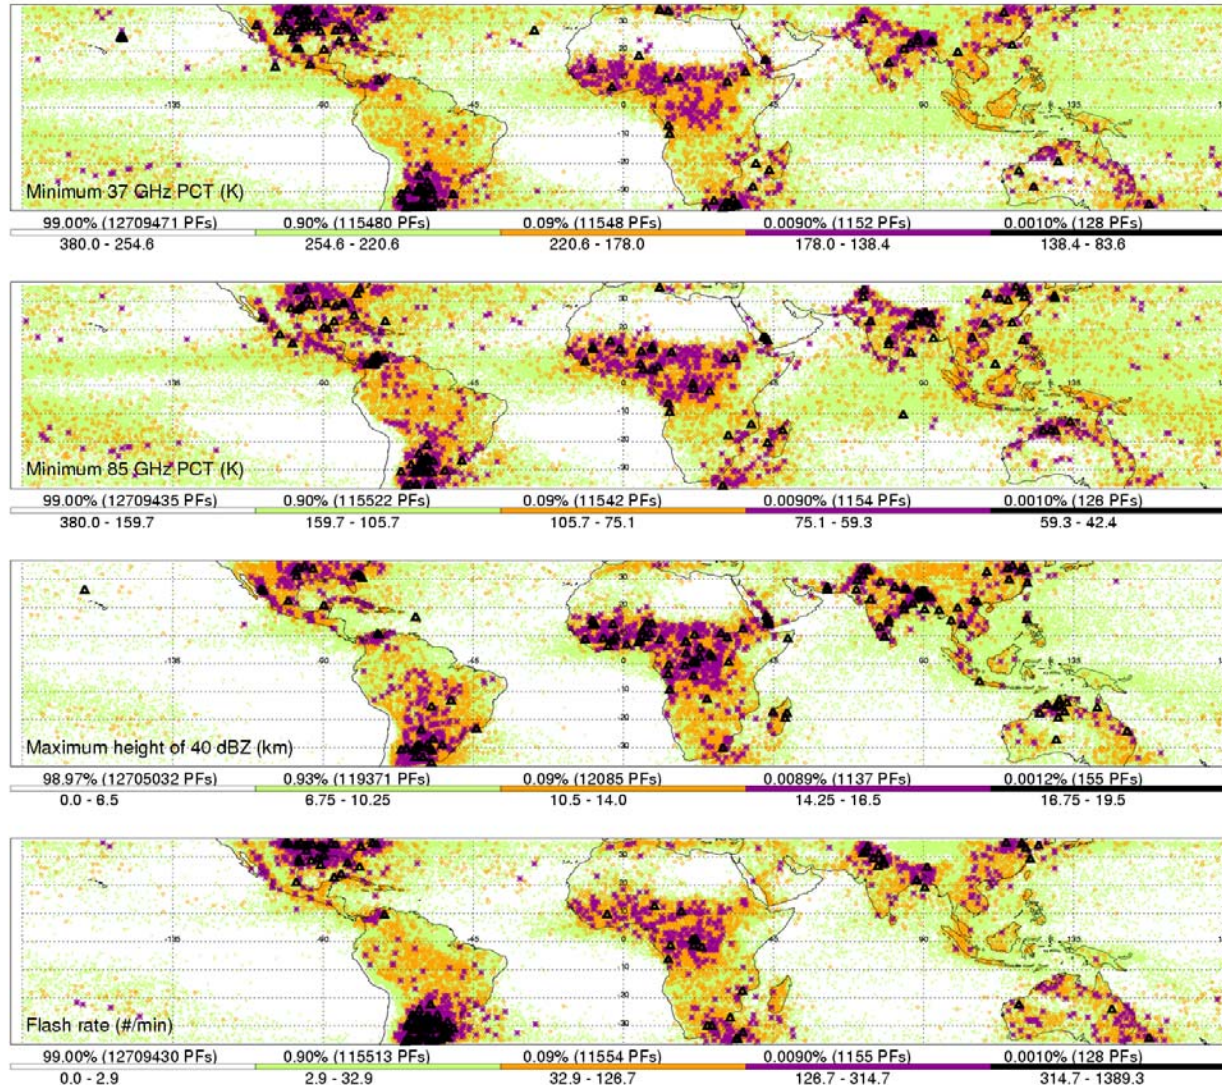 Minimum 37 GHz PCT (K)
99.00% (12709471 PFs) 0.90% (115480 PFs) 0.09% (11548 PFs) 0.0090% (1152 PFs) 0.0010% (128 PFs)
380.0 - 254.6 254.6 - 220.6 220.6 - 178.0 178.0 - 138.4 138.4 - 83.6
Minimum 85 GHz PCT (K)
99.00% (12709435 PFs) 0.90% (115522 PFs) 0.09% (11542 PFs) 0.0090% (1154 PFs) 0.0010% (126 PFs)
380.0 - 159.7 159.7 - 105.7 105.7 - 75.1 75.1 - 59.3 59.3 - 42.4
Maximum height of 40 dBZ (km)
98.97% (12705032 PFs) 0.93% (119371 PFs) 0.09% (12085 PFs) 0.0089% (1137 PFs) 0.0012% (155 PFs)
0.0 - 6.5 6.75 - 10.25 10.5 - 14.0 14.25 - 16.5 16.75 - 19.5
Flash rate (#/min)
99.00% (12709430 PFs) 0.90% (115513 PFs) 0.09% (11554 PFs) 0.0090% (1155 PFs) 0.0010% (128 PFs)
0.0 - 2.9 2.9 - 32.9 32.9 - 126.7 126.7 - 314.7 314.7 - 1389.3